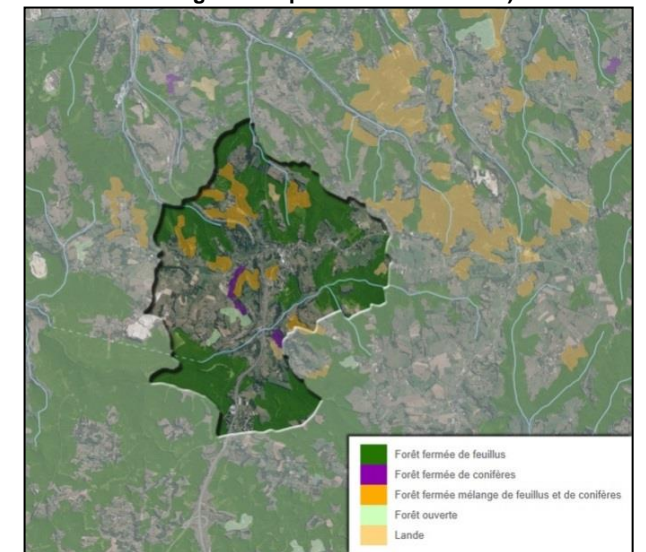 Forêt fermée de feuillus
Forêt fermée de conifères
Forêt fermée mélange de feuillus et de conifères
Forêt ouverte
Lande